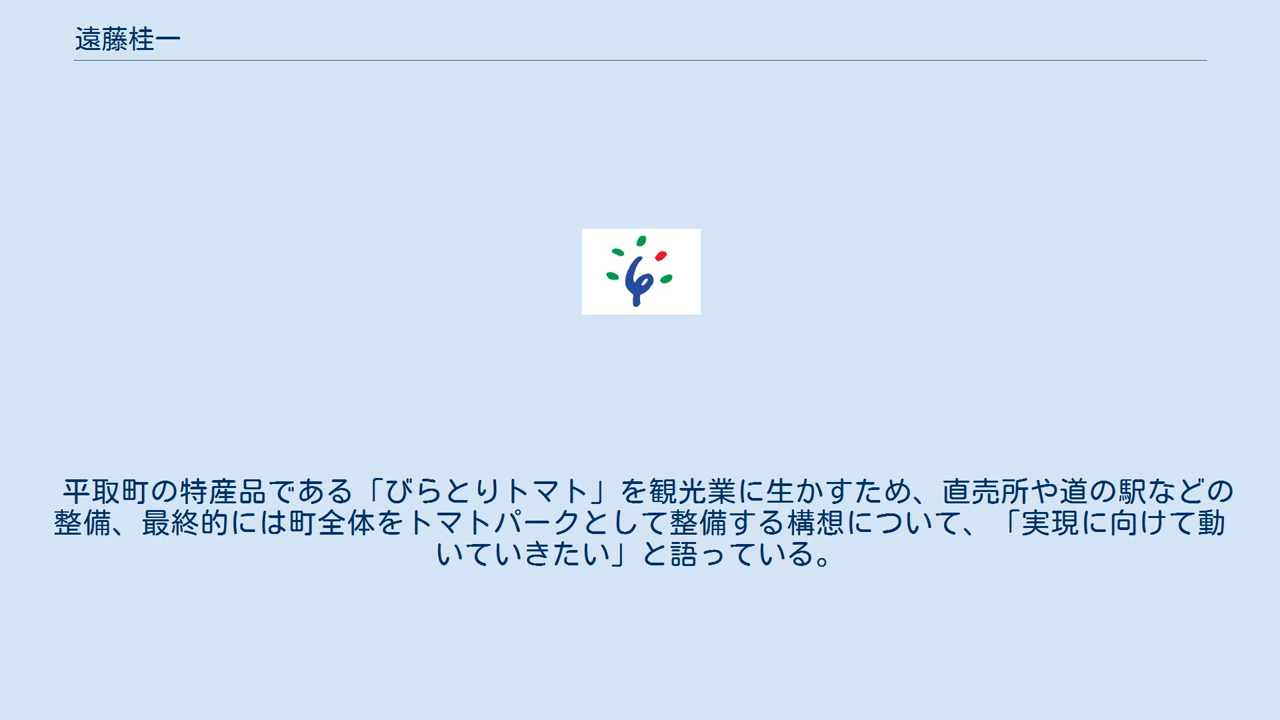 遠藤桂一
平取町の特産品である「びらとりトマト」を観光業に生かすため、直売所や道の駅などの
整備、最終的には町全体をトマトパークとして整備する構想について、「実現に向けて動
いていきたい」と語っている。